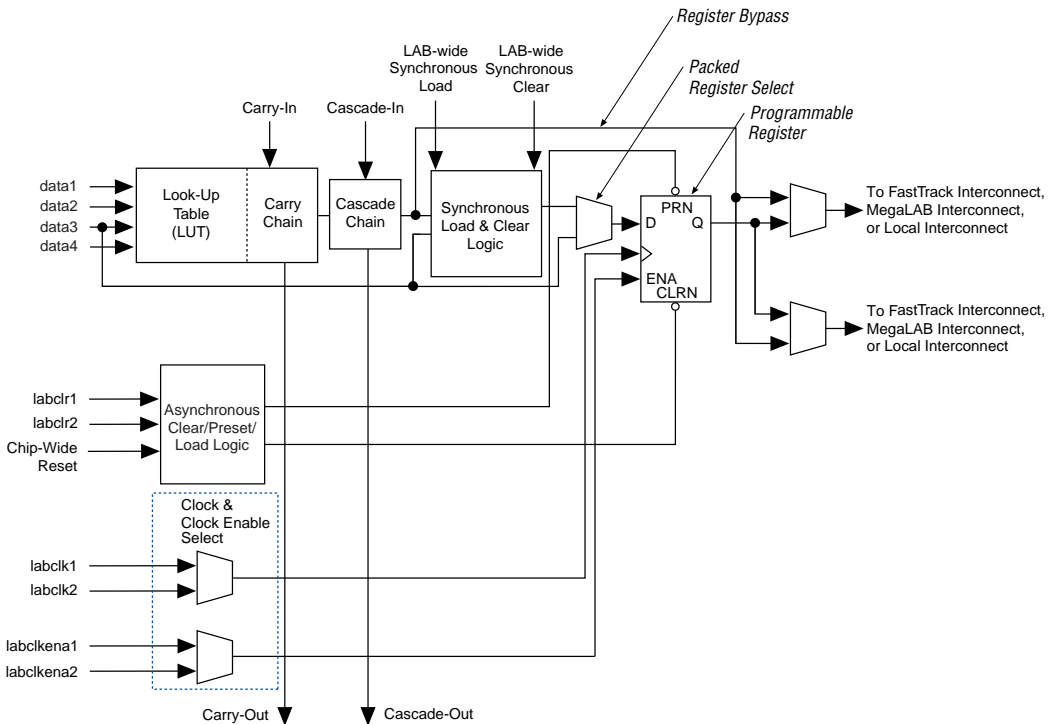 Register Bypass
LAB-wide
Synchronous
Load
LAB-wide
Synchronous
Clear
Packed
Register Select
Carry-In
Cascade-In
Programmable
Register
data1
data2
data3
data4
Look-Up
Table
(LUT)
Carry
Chain
Cascade
Chain
Synchronous
Load & Clear
Logic
PRN
D
Q
ENA
CLRN
To FastTrack Interconnect,
MegaLAB Interconnect,
or Local Interconnect
To FastTrack Interconnect,
MegaLAB Interconnect,
or Local Interconnect
labclr1
labclr2
Chip-Wide
Reset
Asynchronous
Clear/Preset/
Load Logic
Clock &
Clock Enable
Select
labclk1
labclk2
labclkena1
labclkena2
Carry-Out
Cascade-Out